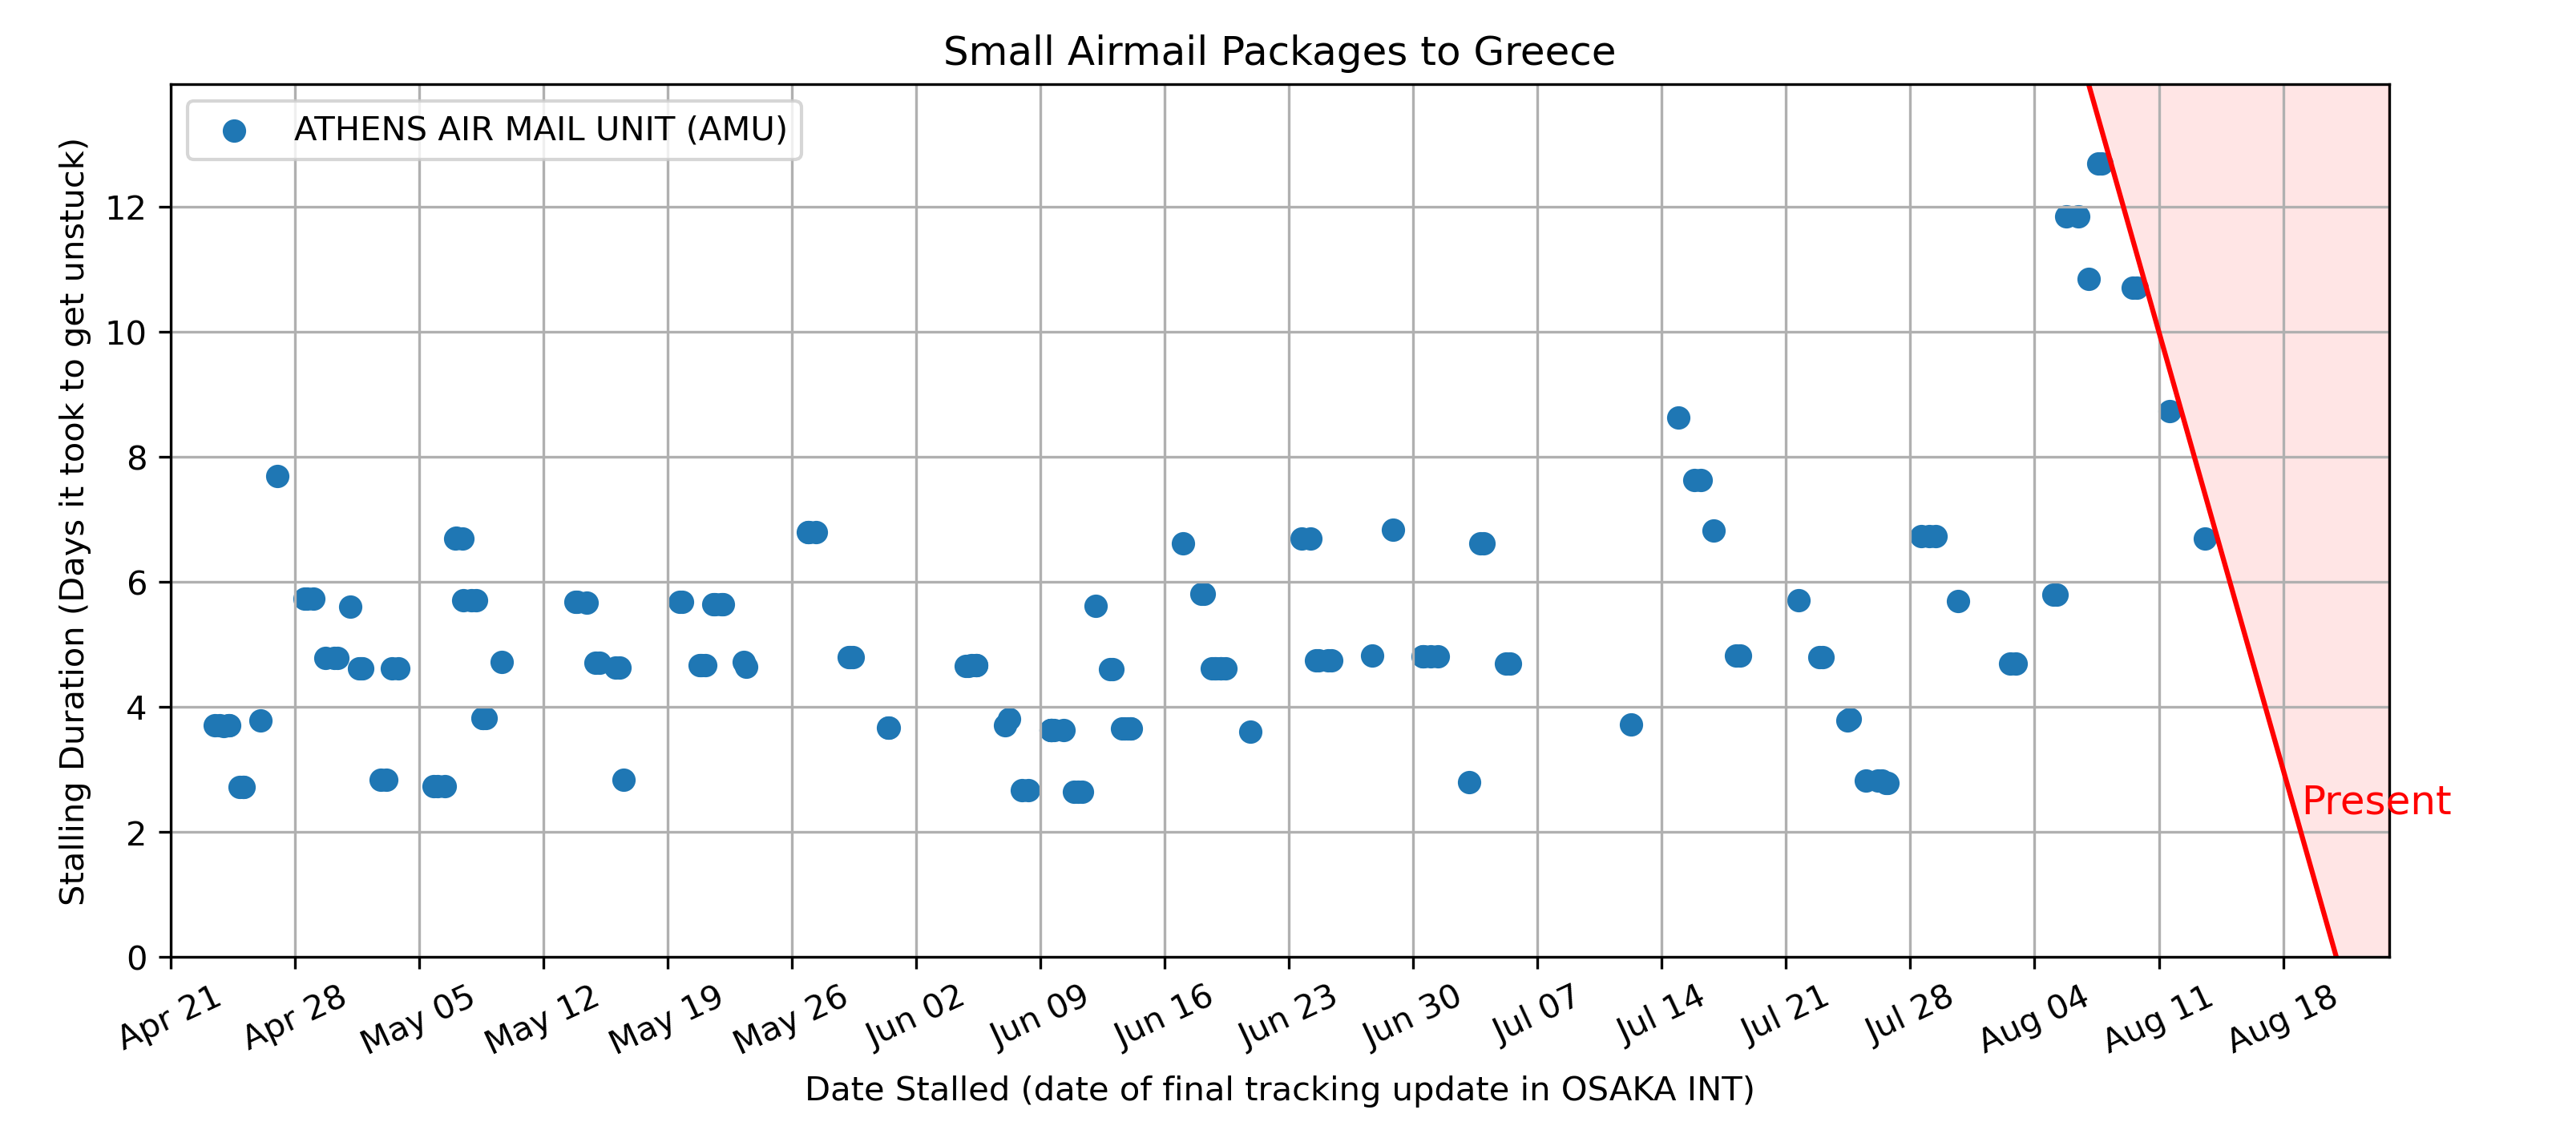 Small Airmail Packages to Greece
ATHENS AIR MAIL UNIT (AMU)
Stalling Duration (Days it took to get unstuck)
12
10
8
6
4
2
0
Present
Apr 21
Apr 28
May 05
May 12
May 19
May 26
Jun 02
Jun 09
Jun 16
Jun 23
Jun 30
Jul 07
Jul 14
Jul 21
Jul 28
Aug 04
Aug 11
Aug 18
Date Stalled (date of final tracking update in OSAKA INT)